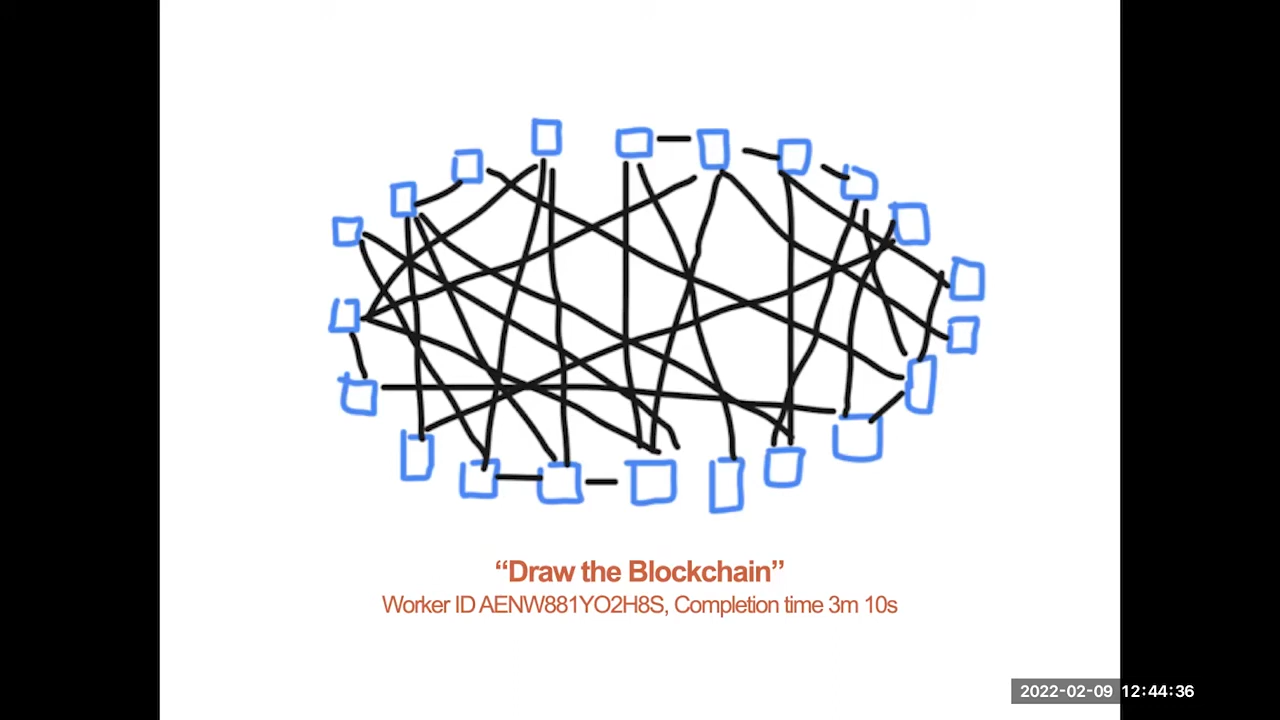 “Draw the Blockchain”
Worker ID AENW881YO2H8S, Completion time 3m 10s
2022-02-09 12:44:36